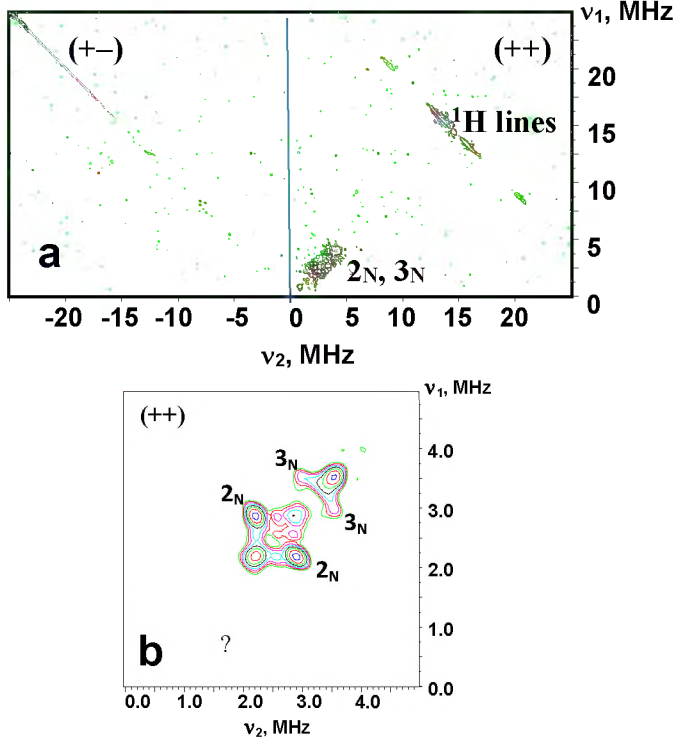 ν₁, MHz
(+–)
(++)
20
¹H lines
15
10
a
5
2N, 3N
0
-20 -15 -10 -5 0 5 10 15 20
ν₂, MHz
ν₁, MHz
(++)
4.0
3N
2N
3.0
3N
2N
2.0
1.0
b
?
0.0
0.0 1.0 2.0 3.0 4.0
ν₂, MHz